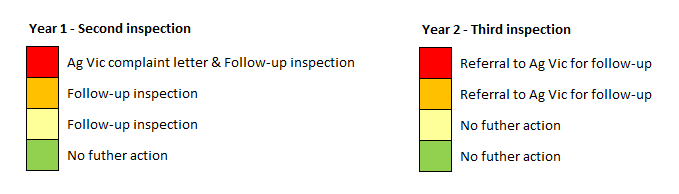 Year 1 - Second inspection
Ag Vic complaint letter & Follow-up inspection
Follow-up inspection
Follow-up inspection
No futher action
Year 2 - Third inspection
Referral to Ag Vic for follow-up
Referral to Ag Vic for follow-up
No futher action
No futher action